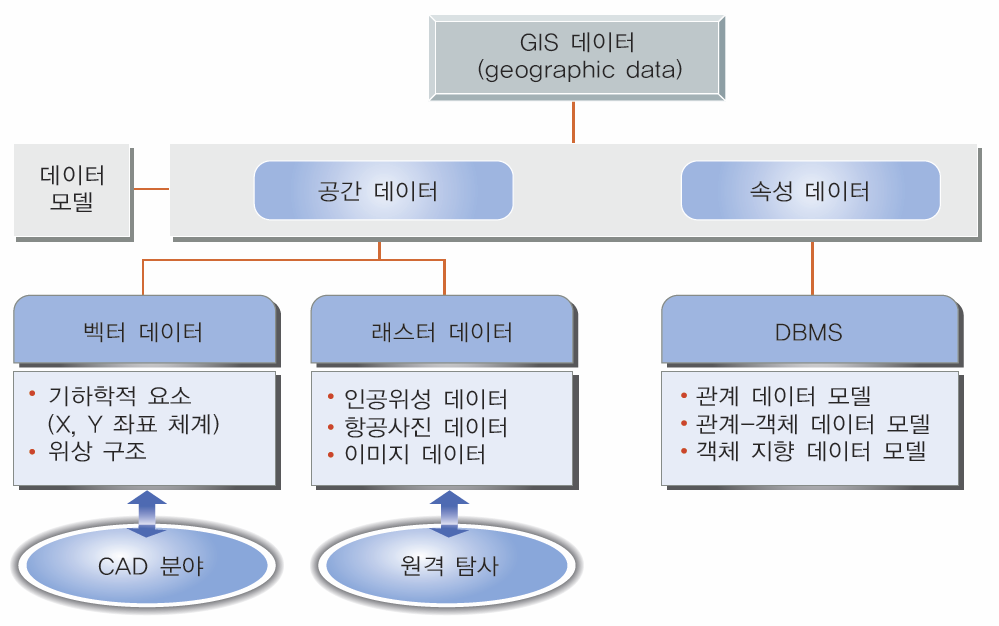 GIS 데이터
(geographic data)
데이터
모델
공간 데이터
속성 데이터
벡터 데이터
• 기하학적 요소
(X, Y 좌표 체계)
• 위상 구조
CAD 분야
래스터 데이터
• 인공위성 데이터
• 항공사진 데이터
• 이미지 데이터
원격 탐사
DBMS
• 관계 데이터 모델
• 관계-객체 데이터 모델
• 객체 지향 데이터 모델